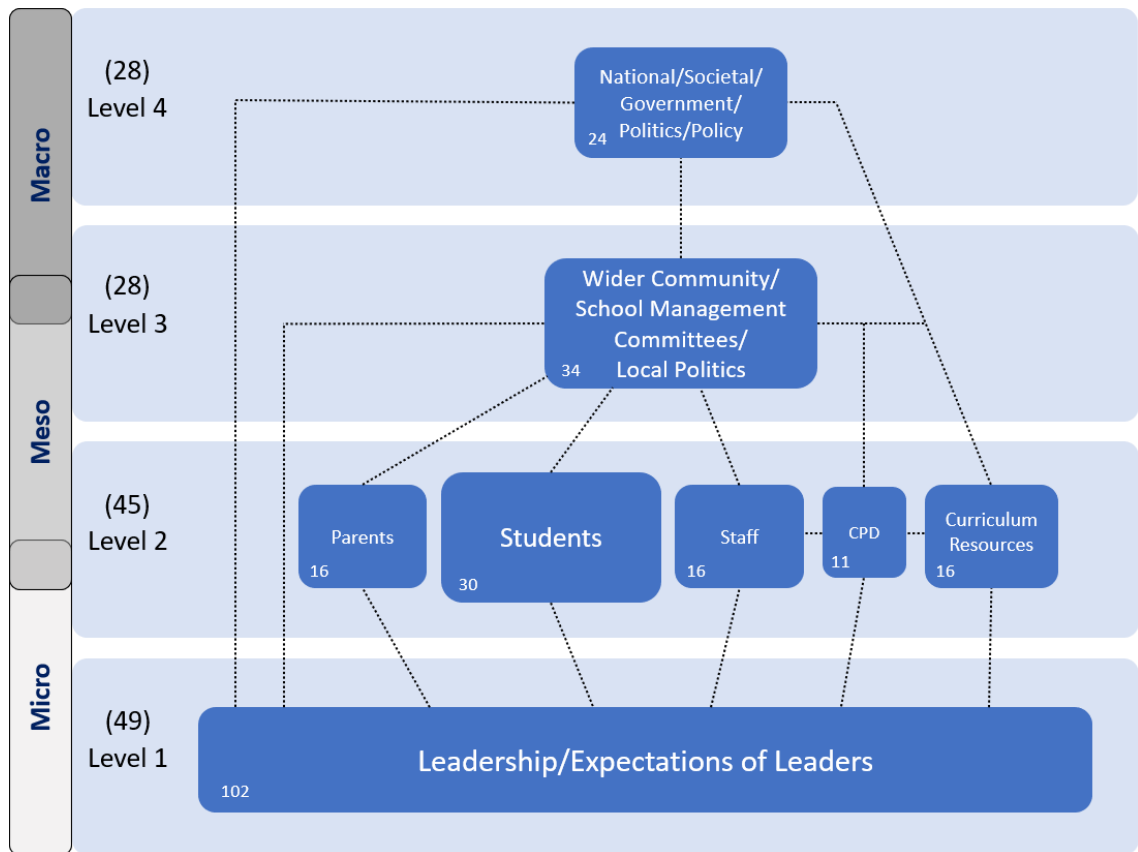 Macro
(28)
Level 4
National/Societal/
Government/
Politics/Policy
24
(28)
Level 3
Wider Community/
School Management
Committees/
Local Politics
34
Meso
(45)
Level 2
Parents
16
Students
30
Staff
16
CPD
11
Curriculum
Resources
16
Micro
(49)
Level 1
Leadership/Expectations of Leaders
102